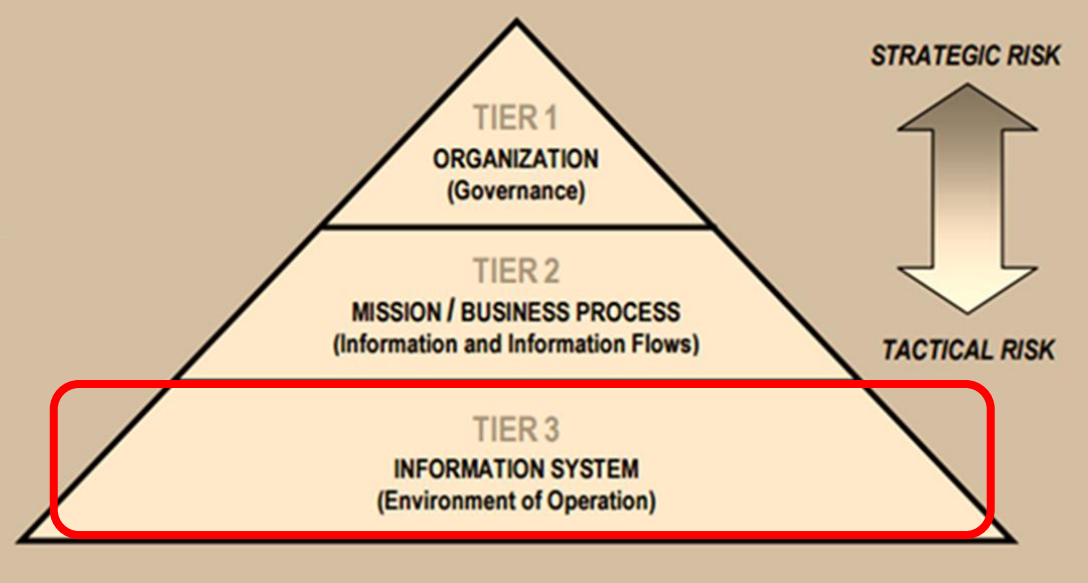 STRATEGIC RISK
TIER 1
ORGANIZATION
(Governance)
TIER 2
MISSION / BUSINESS PROCESS
(Information and Information Flows)
TACTICAL RISK
TIER 3
INFORMATION SYSTEM
(Environment of Operation)